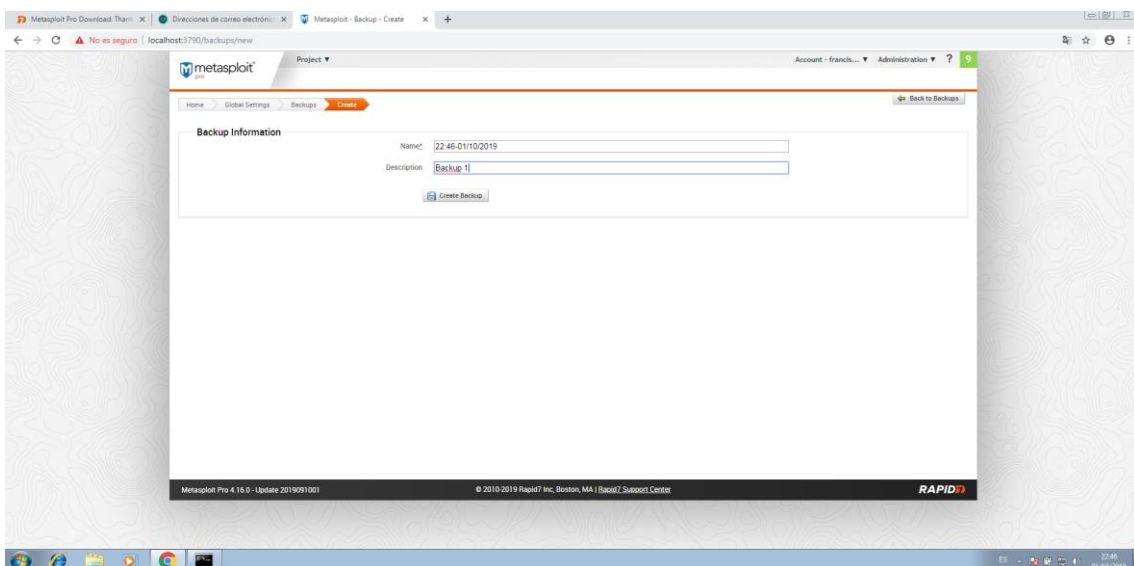 Metasploit Pro Download: Thank
Direcciones de correo electrónic
Metasploit - Backup - Create
No es seguro | localhost:3790/backups/new
metasploit
pro
Project ▼
Account - francis... ▼
Administration ▼
?
9
Home
Global Settings
Backups
Create
Back to Backups
Backup Information
Name*
22:46-01/10/2019
Description
Backup 1
Create Backup
Metasploit Pro 4.16.0 - Update 2019091001
© 2010-2019 Rapid7 Inc, Boston, MA | Rapid7 Support Center
RAPID7
ES
22:46